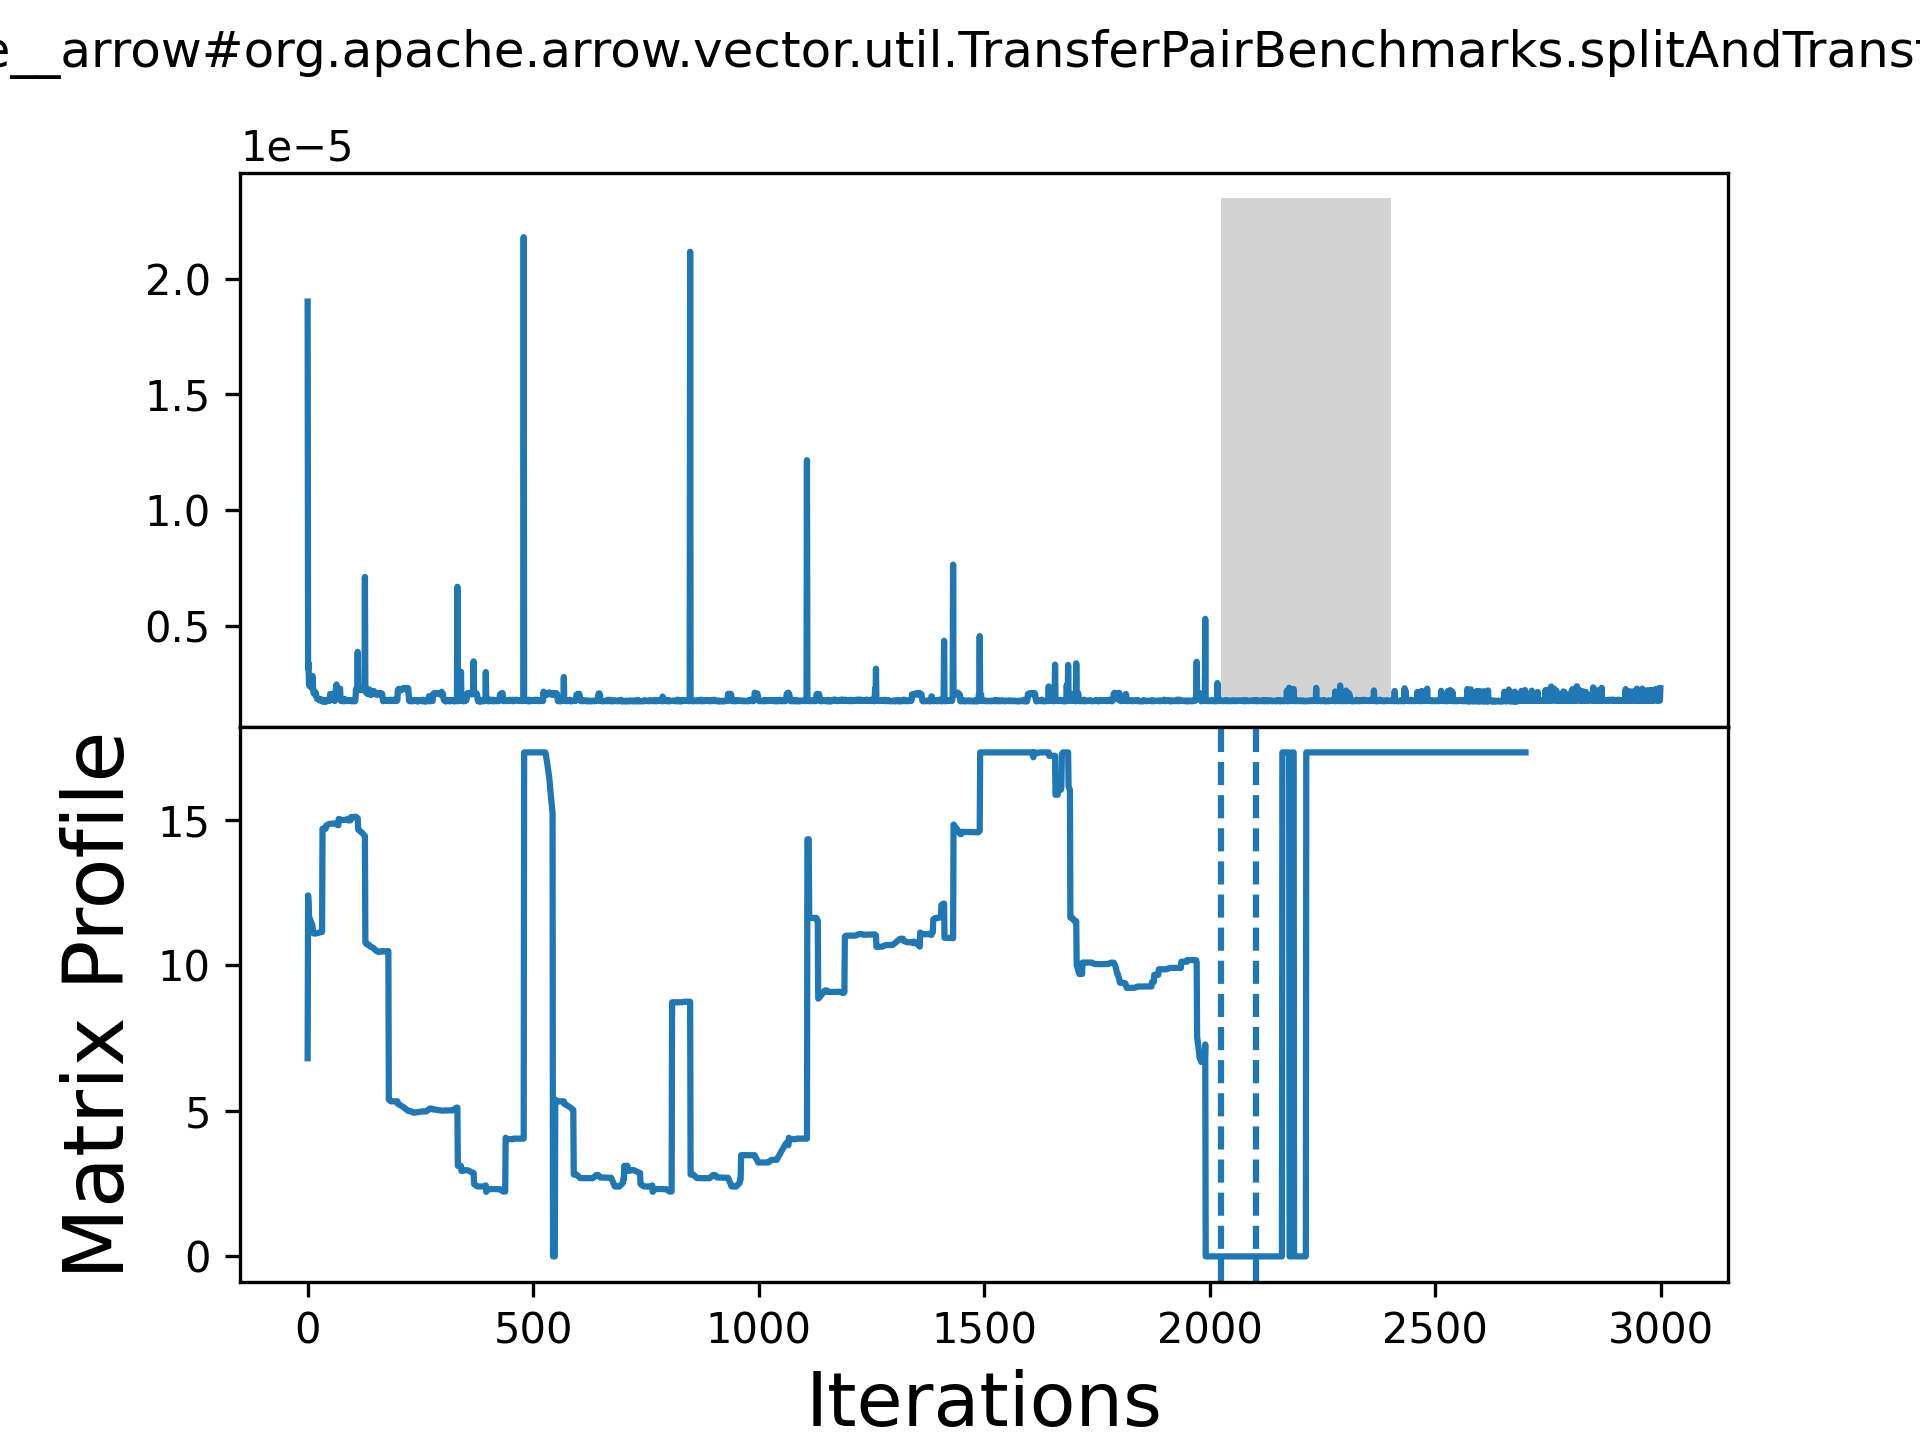 e__arrow#org.apache.arrow.vector.util.TransferPairBenchmarks.splitAndTrans
1e−5
2.0
1.5
1.0
0.5
Matrix Profile
15
10
5
0
0 500 1000 1500 2000 2500 3000
Iterations